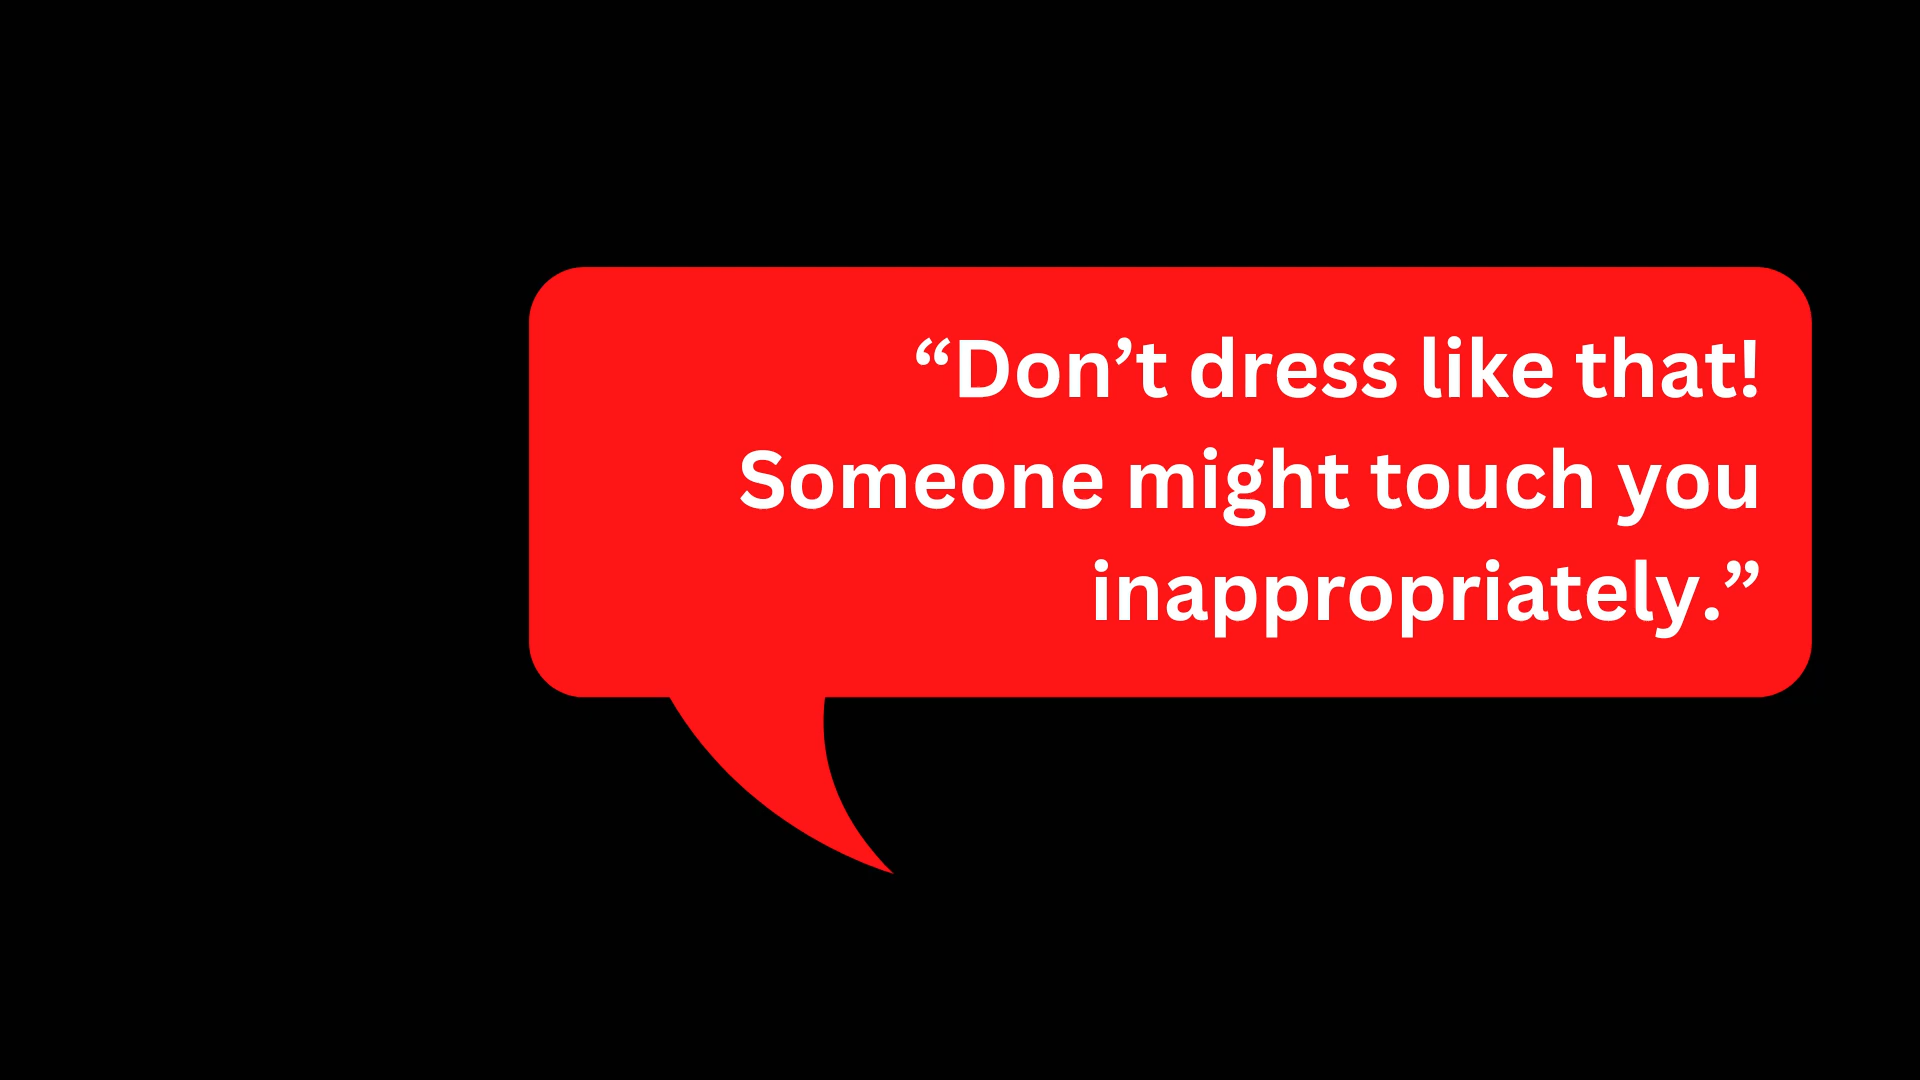 “Don’t dress like that!
Someone might touch you
inappropriately.”